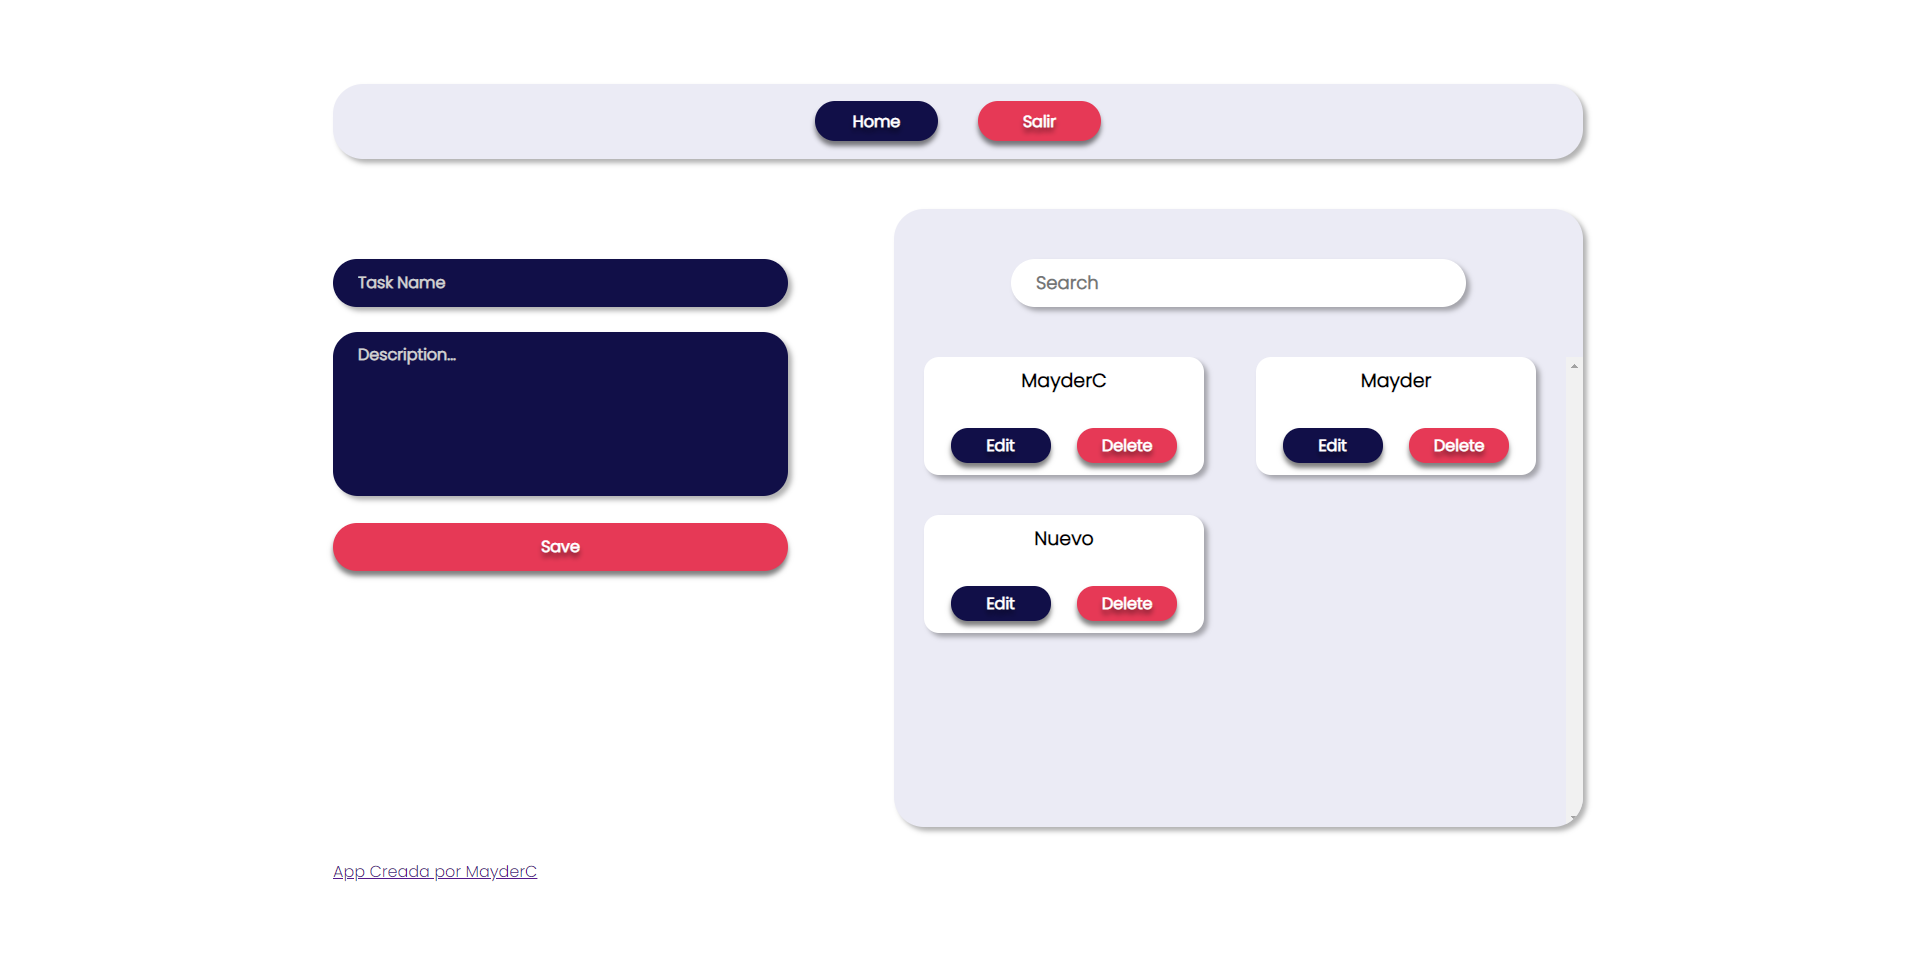 Home
Salir
Task Name
Description...
Save
Search
MayderC
Edit
Delete
Mayder
Edit
Delete
Nuevo
Edit
Delete
App Creada por MayderC